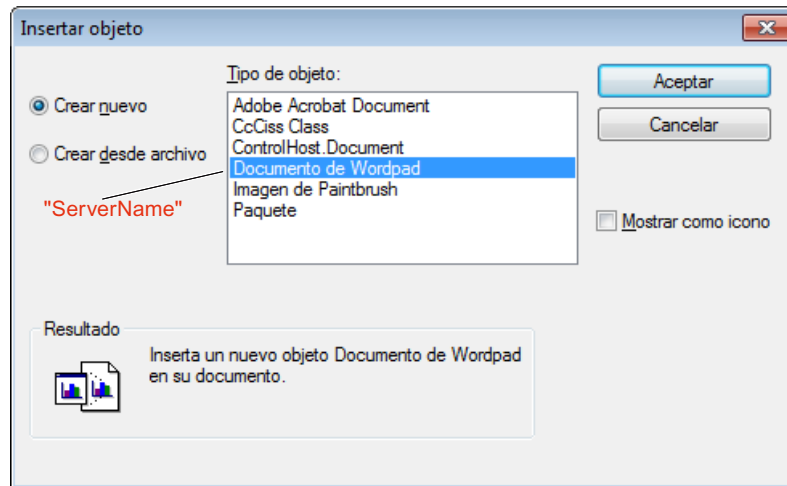 Insertar objeto
Tipo de objeto:
Crear nuevo
Crear desde archivo
"ServerName"
Adobe Acrobat Document
CcCiss Class
ControlHost.Document
Documento de Wordpad
Imagen de Paintbrush
Paquete
Aceptar
Cancelar
Mostrar como icono
Resultado
Inserta un nuevo objeto Documento de Wordpad
en su documento.